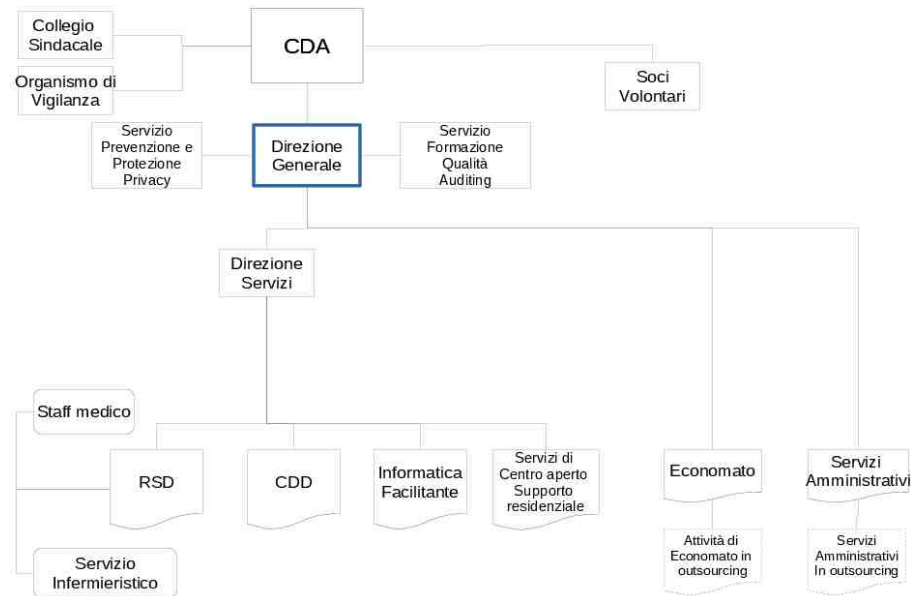 Collegio
Sindacale
CDA
Organismo di
Vigilanza
Soci
Volontari
Servizio
Prevenzione e
Protezione
Privacy
Direzione
Generale
Servizio
Formazione
Qualità
Auditing
Direzione
Servizi
Staff medico
RSD
CDD
Informatica
Facilitante
Servizi di
Centro aperto
Supporto
residenziale
Economato
Servizi
Amministrativi
Servizio
Infermieristico
Attività di
Economato in
outsourcing
Servizi
Amministrativi
In outsourcing